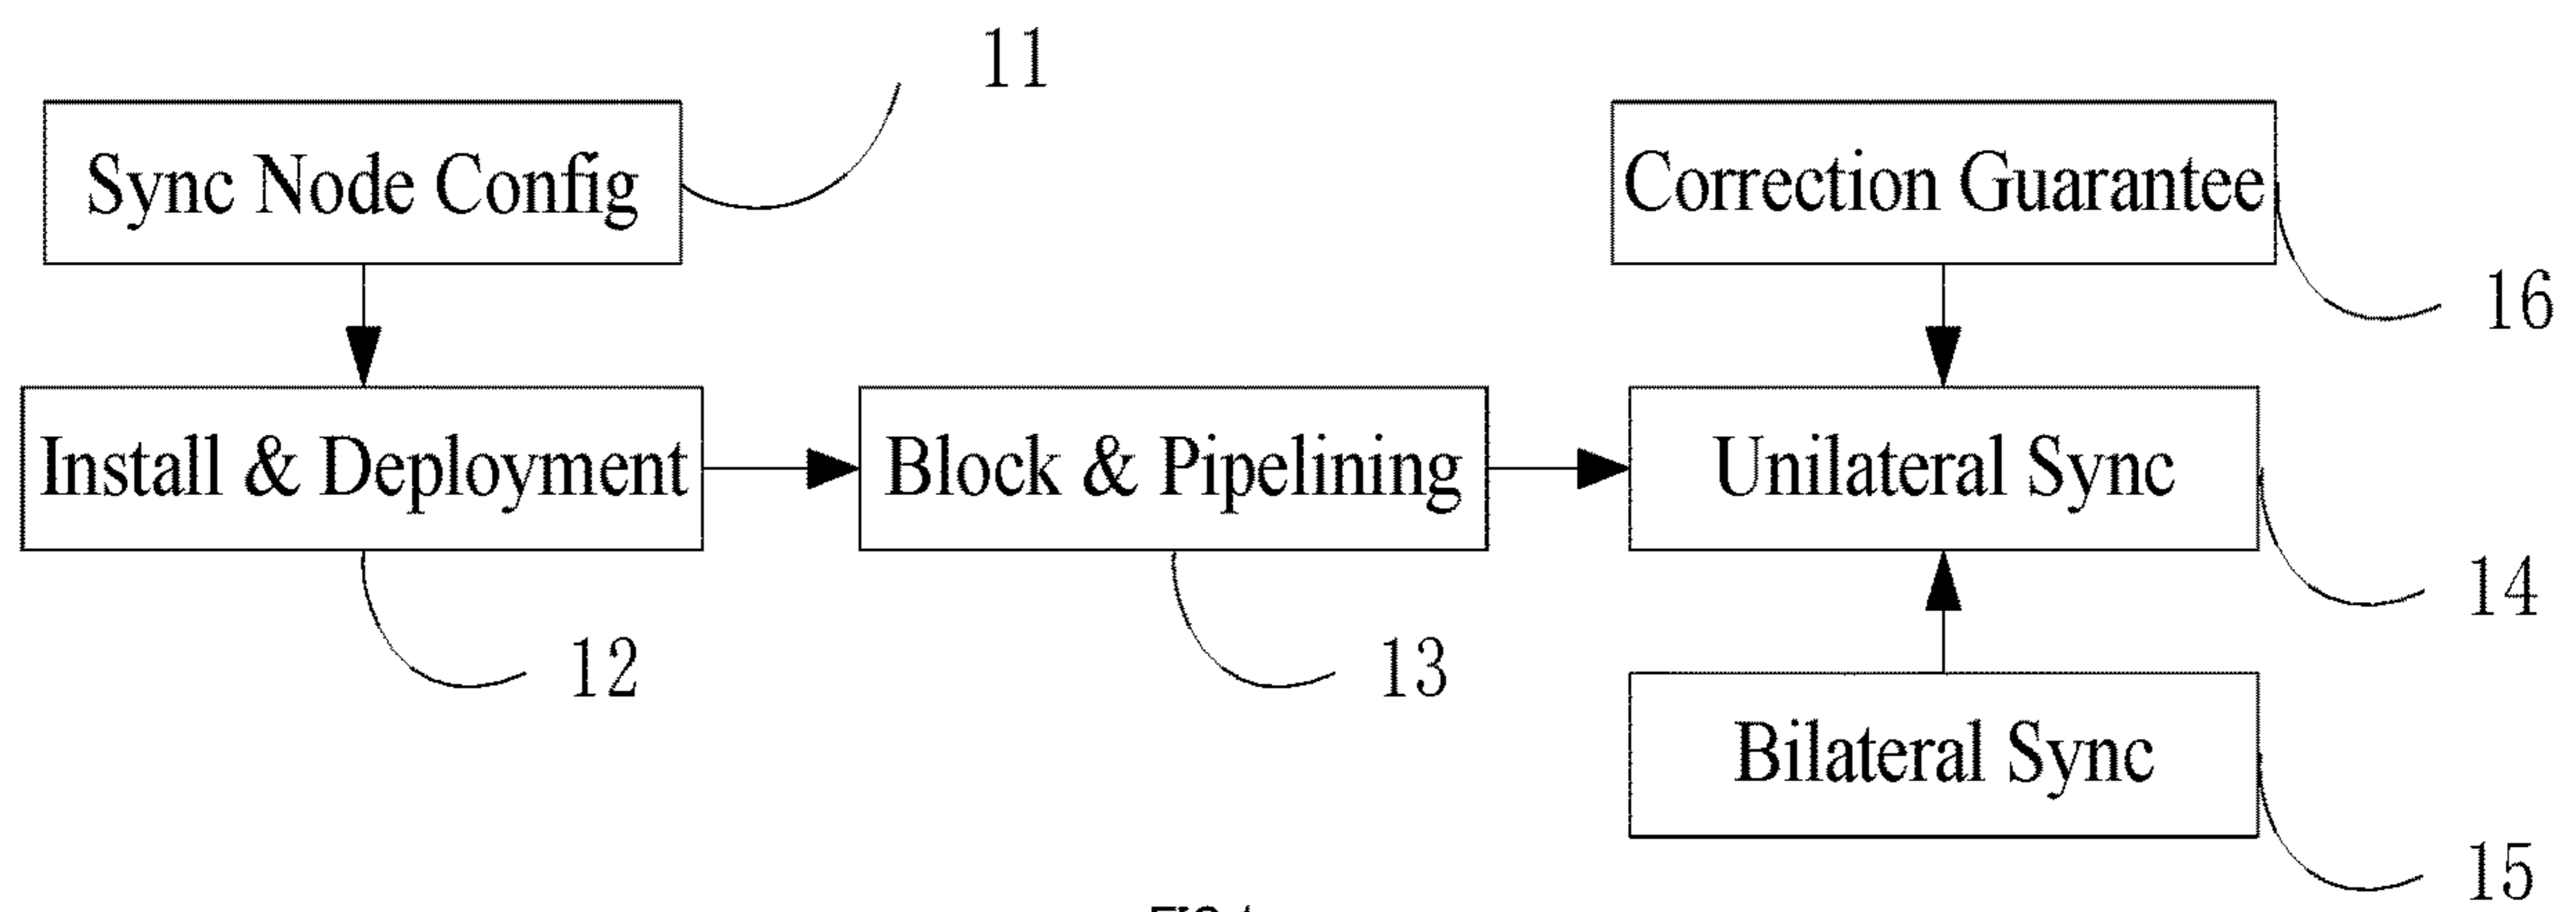 11
Sync Node Config
Correction Guarantee
16
Install & Deployment
Block & Pipelining
Unilateral Sync
14
12
13
Bilateral Sync
15